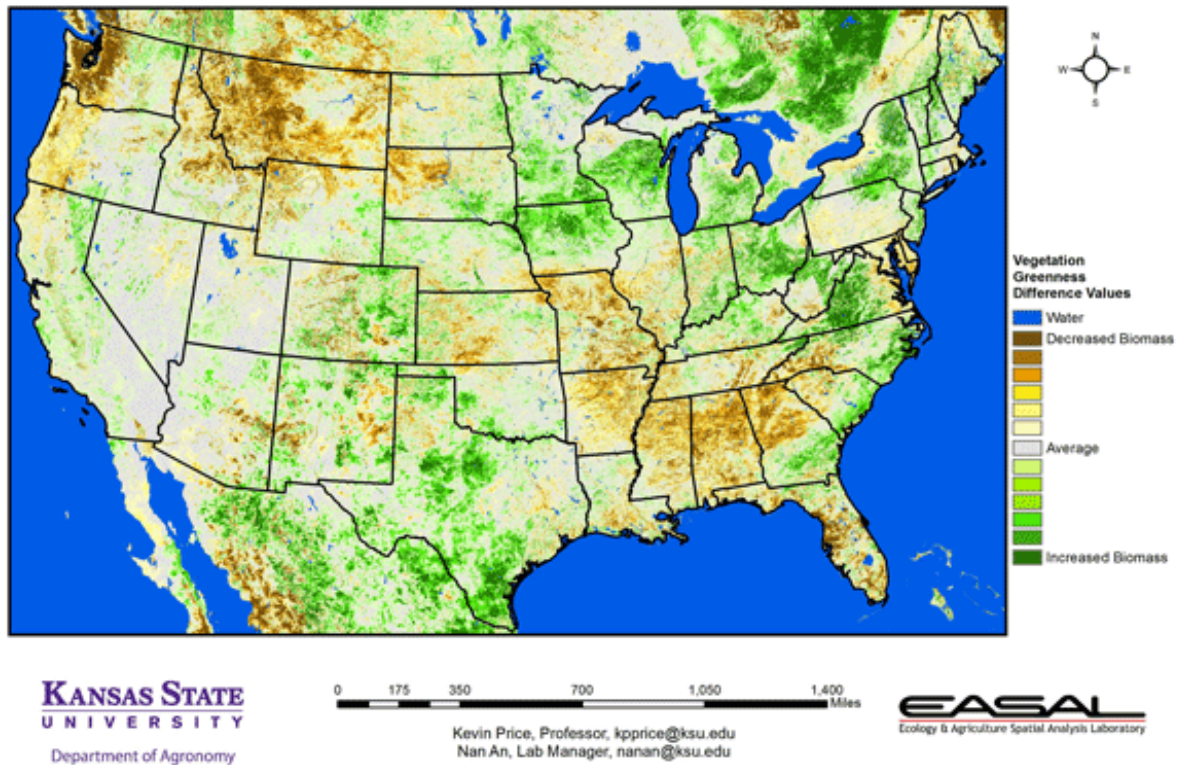 N
W E
S
Vegetation
Greenness
Difference Values
Water
Decreased Biomass
Average
Increased Biomass
KANSAS STATE
UNIVERSITY
Department of Agronomy
0 175 350 700 1,050 1,400
Miles
Kevin Price, Professor, kpprice@ksu.edu
Nan An, Lab Manager, nanan@ksu.edu
EASAL
Ecology & Agriculture Spatial Analysis Laboratory